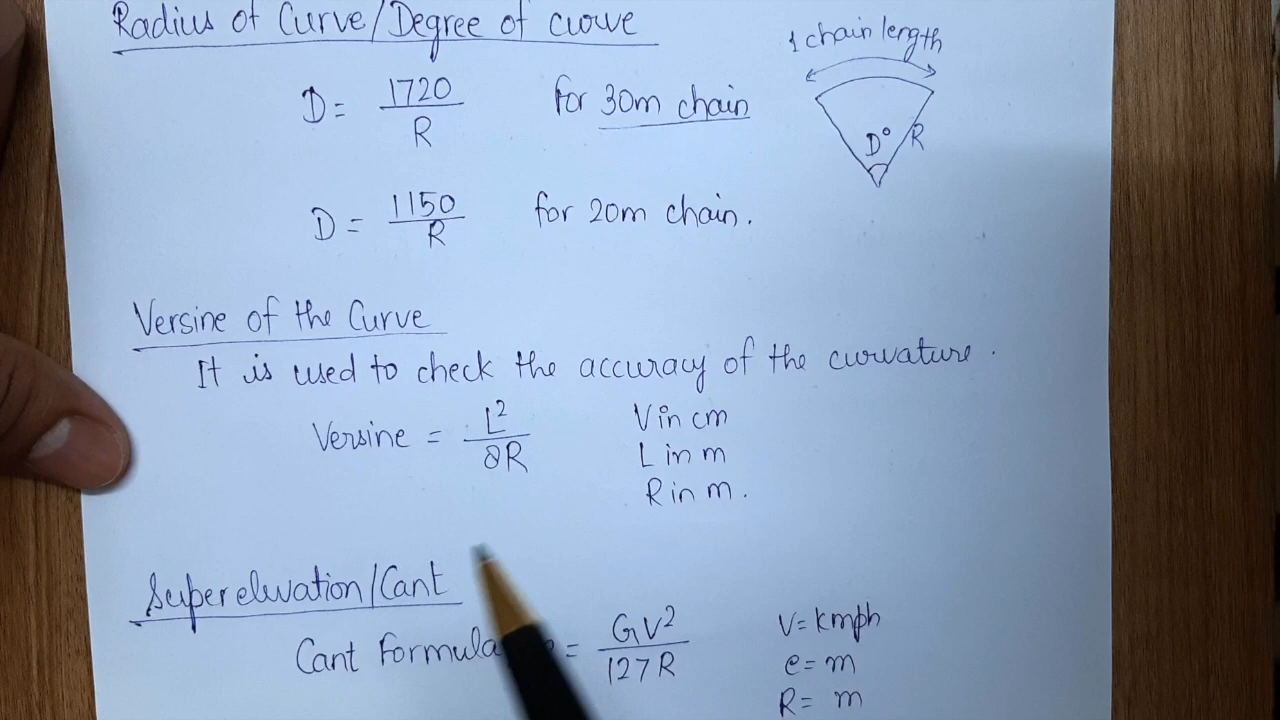 Radius of Curve/Degree of curve
1 chain length
D = 1720/R for 30m chain
D° R
D = 1150/R for 20m chain.
Versine of the Curve
It is used to check the accuracy of the curvature.
Versine = L²/8R V in cm
L in m
R in m.
Superelevation/Cant
Cant Formula = GV²/127R V= kmph
e = m
R = m